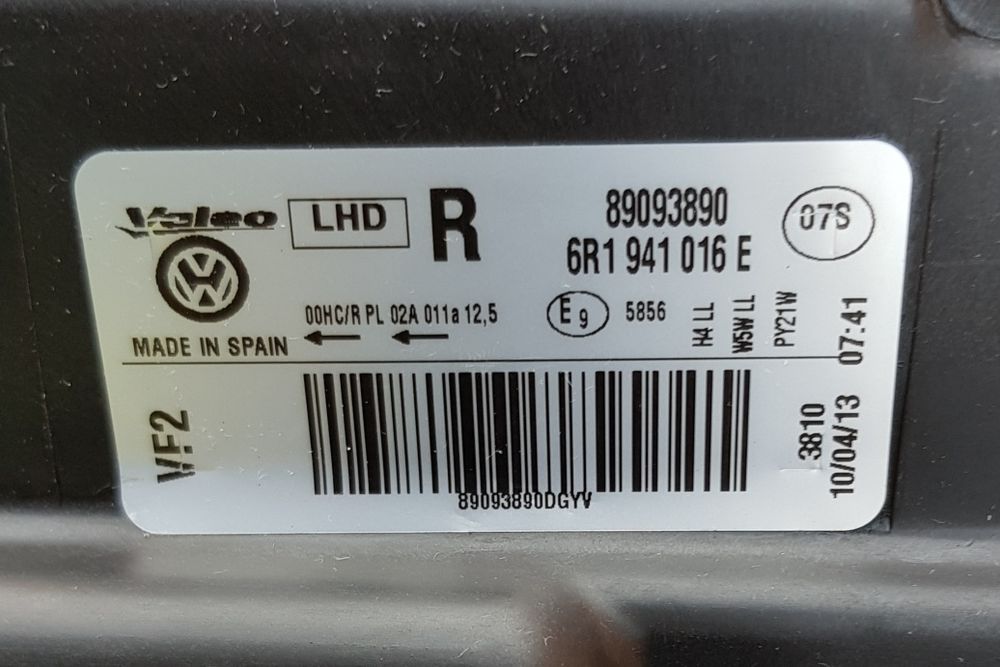 Valeo LHD R 89093890 07S
6R1 941 016 E
00HC/R PL 02A 011a 12,5 E9 5856
H4 LL
W5W LL
PY21W
MADE IN SPAIN
VF2
89093890DGYV
3810
10/04/13 07:41